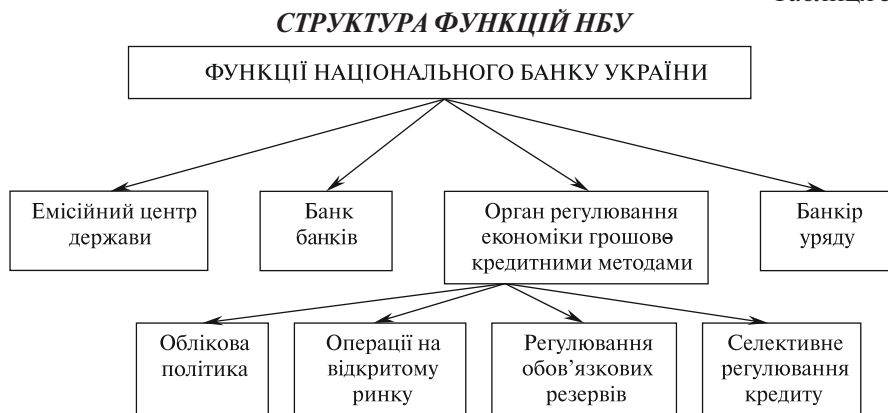 СТРУКТУРА ФУНКЦІЙ НБУ
ФУНКЦІЇ НАЦІОНАЛЬНОГО БАНКУ УКРАЇНИ
Емісійний центр
держави
Банк
банків
Орган регулювання
економіки грошово
кредитними методами
Банкір
уряду
Облікова
політика
Операції на
відкритому
ринку
Регулювання
обов’язкових
резервів
Селективне
регулювання
кредиту